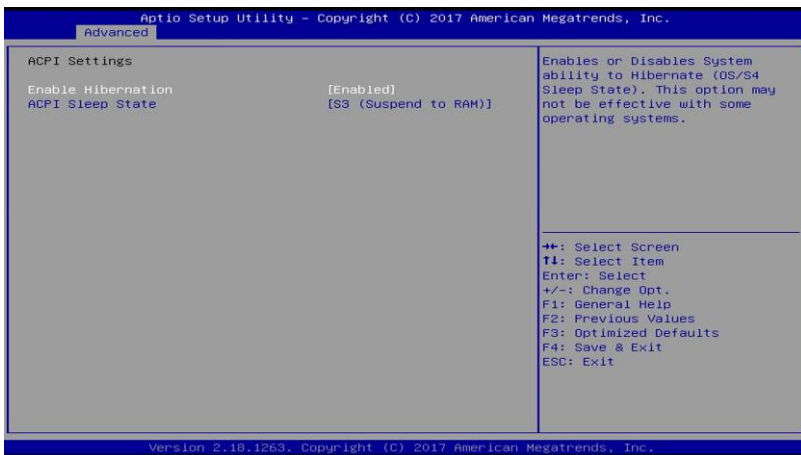 Aptio Setup Utility – Copyright (C) 2017 American Megatrends, Inc.
Advanced
ACPI Settings
Enable Hibernation [Enabled]
ACPI Sleep State [S3 (Suspend to RAM)]
Enables or Disables System
ability to Hibernate (OS/S4
Sleep State). This option may
not be effective with some
operating systems.
→←: Select Screen
↑↓: Select Item
Enter: Select
+/-: Change Opt.
F1: General Help
F2: Previous Values
F3: Optimized Defaults
F4: Save & Exit
ESC: Exit
Version 2.18.1263. Copyright (C) 2017 American Megatrends, Inc.